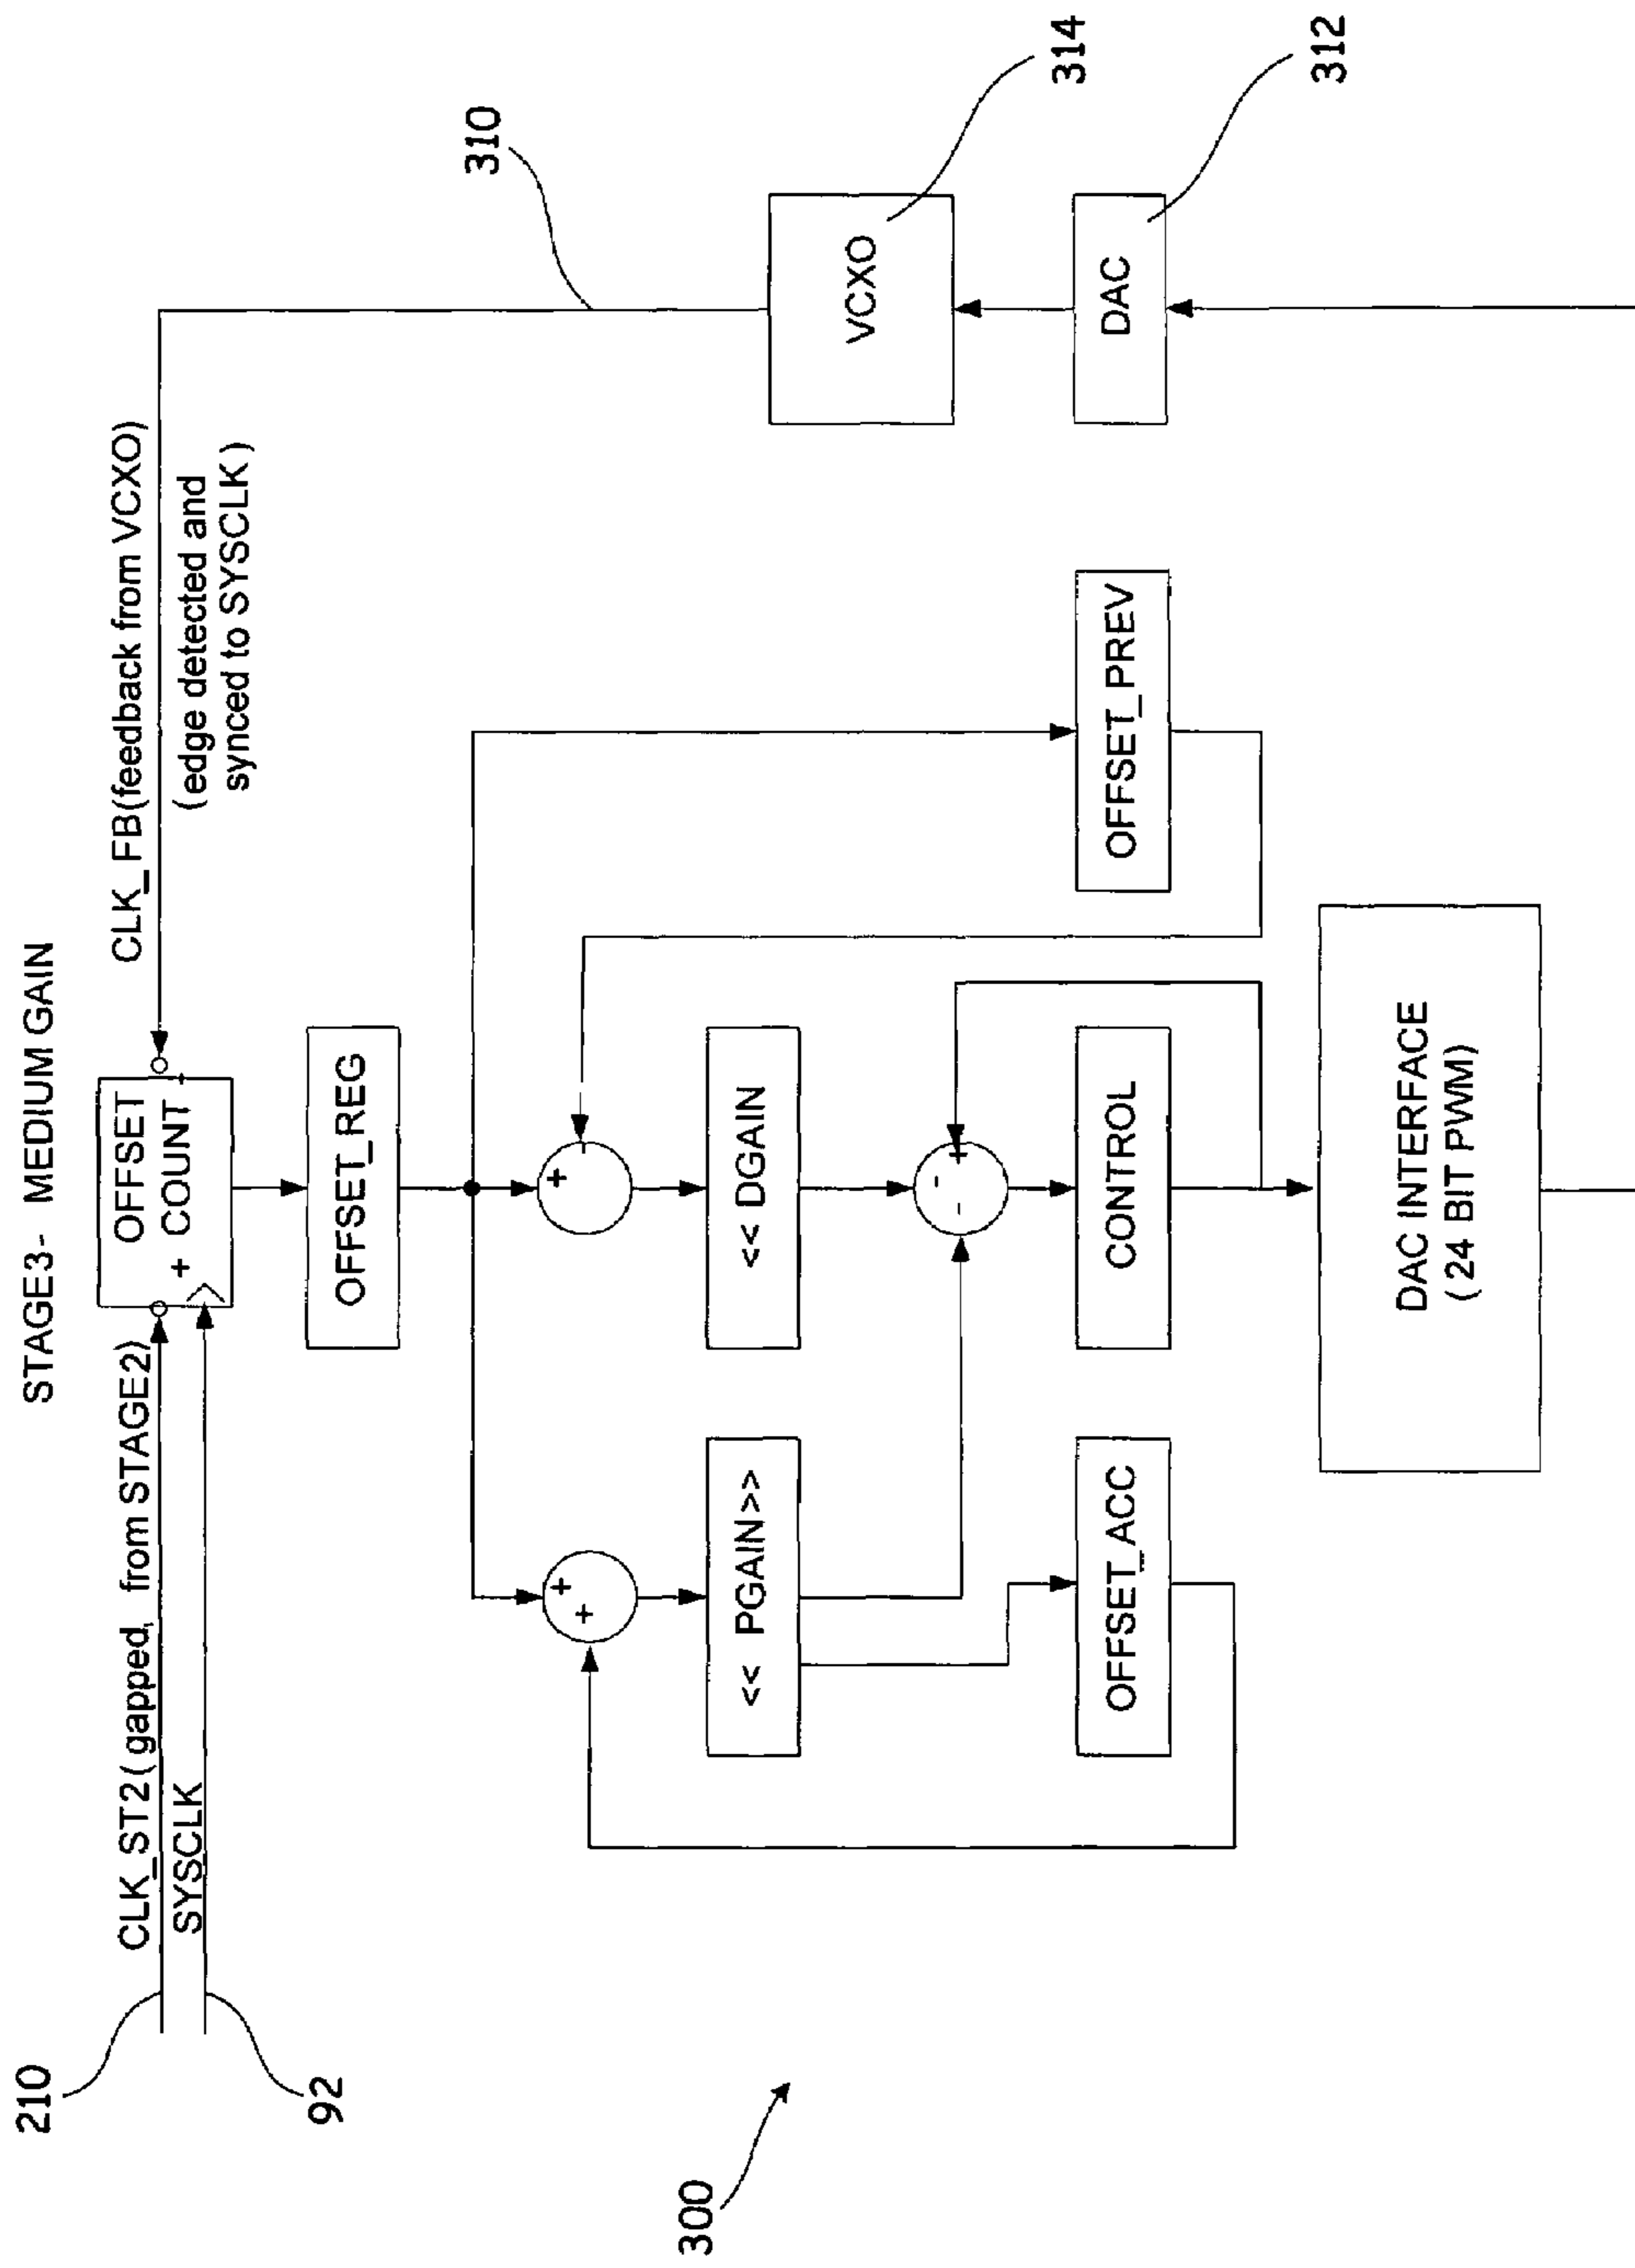 STAGE3- MEDIUM GAIN
CLK_ST2(gapped, from STAGE2)
SYSCLK
210
92
OFFSET
+ COUNT -
CLK_FB(feedback from VCXO)
(edge detected and
synced to SYSCLK)
310
OFFSET_REG
+
+
+
-
<< PGAIN>>
<< DGAIN
-
-
+
VCXO
314
OFFSET_ACC
CONTROL
OFFSET_PREV
DAC
312
DAC INTERFACE
(24 BIT PWM)
300